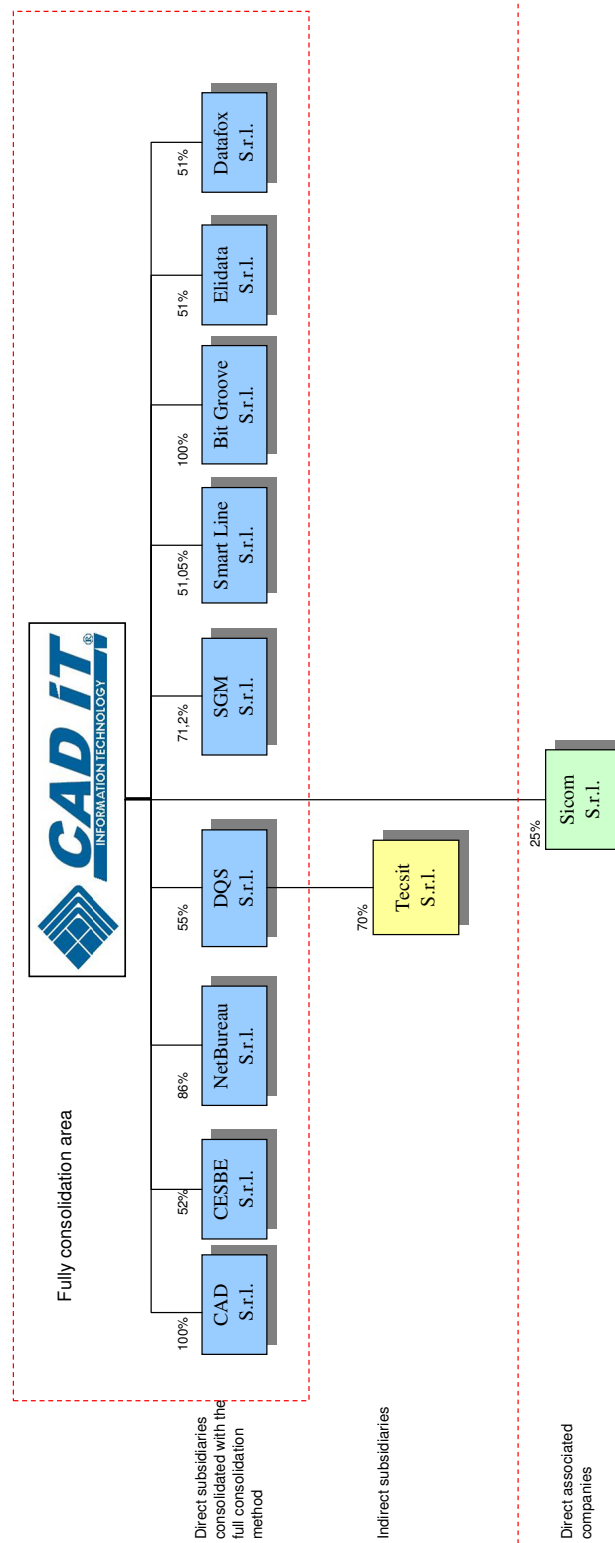 CAD iT®
INFORMATION TECHNOLOGY
Fully consolidation area
Direct subsidiaries
consolidated with the
full consolidation
method
100%
CAD
S.r.l.
52%
CESBE
S.r.l.
86%
NetBureau
S.r.l.
55%
DQS
S.r.l.
71,2%
SGM
S.r.l.
51,05%
Smart Line
S.r.l.
100%
Bit Groove
S.r.l.
51%
Elidata
S.r.l.
51%
Datafox
S.r.l.
Indirect subsidiaries
70%
Tecsit
S.r.l.
Direct associated
companies
25%
Sicom
S.r.l.